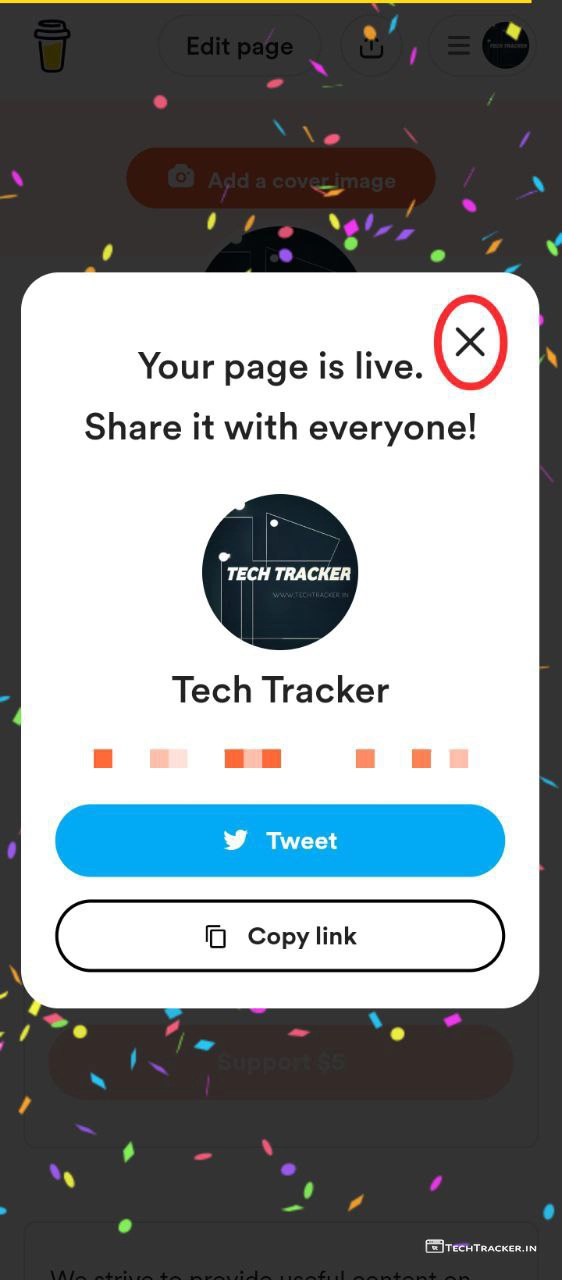 Edit page
TECH TRACKER
Add a cover image
Your page is live.
Share it with everyone!
TECH TRACKER
WWW.TECHTRACKER.IN
Tech Tracker
Tweet
Copy link
Support $5
TECHTRACKER.IN
We strive to provide useful content on